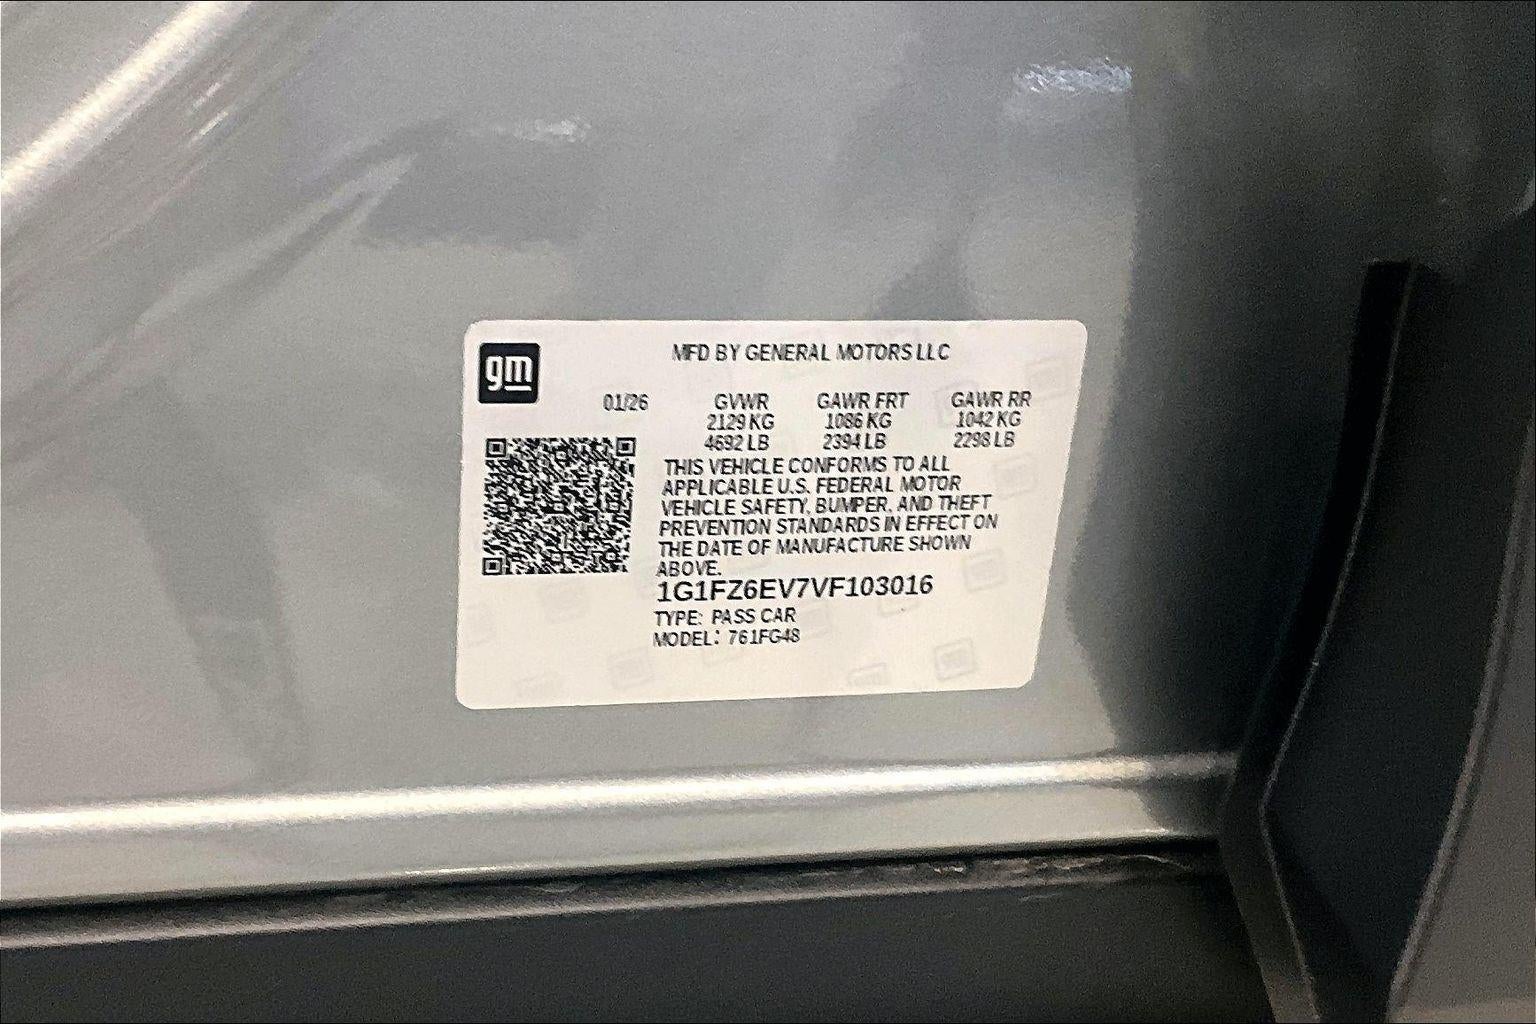 gm
MFD BY GENERAL MOTORS LLC
01/26 GVWR GAWR FRT GAWR RR
2129 KG 1086 KG 1042 KG
4692 LB 2394 LB 2298 LB
THIS VEHICLE CONFORMS TO ALL
APPLICABLE U.S. FEDERAL MOTOR
VEHICLE SAFETY, BUMPER, AND THEFT
PREVENTION STANDARDS IN EFFECT ON
THE DATE OF MANUFACTURE SHOWN
ABOVE.
1G1FZ6EV7VF103016
TYPE: PASS CAR
MODEL: 761FG48